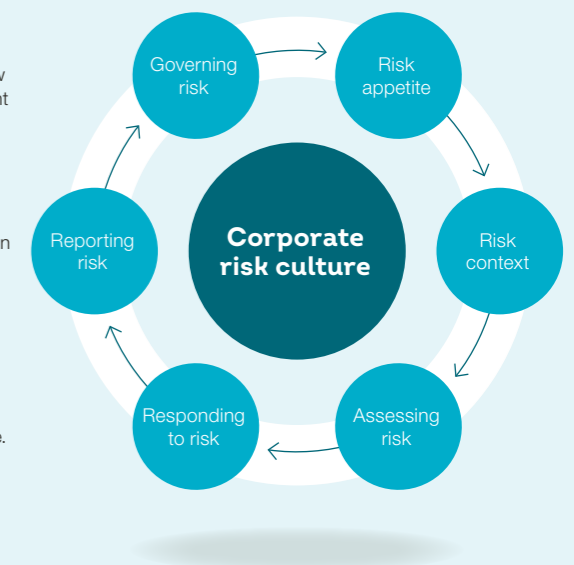 Governing
risk
Risk
appetite
Risk
context
Assessing
risk
Responding
to risk
Reporting
risk
Corporate
risk culture